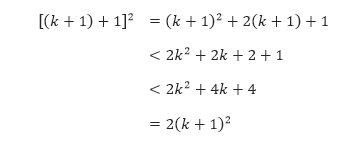 [(k + 1) + 1]² = (k + 1)² + 2(k + 1) + 1
< 2k² + 2k + 2 + 1
< 2k² + 4k + 4
= 2(k + 1)²